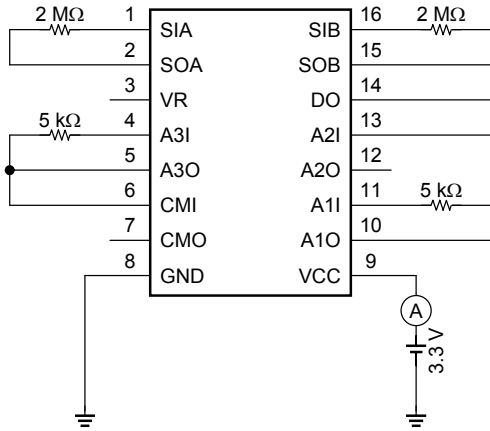 2 MΩ 1 SIA SIB 16 2 MΩ
2 SOA SOB 15
3 VR DO 14
5 kΩ 4 A3I A2I 13
5 A3O A2O 12
6 CMI A1I 11 5 kΩ
7 CMO A1O 10
8 GND VCC 9
A
3.3 V